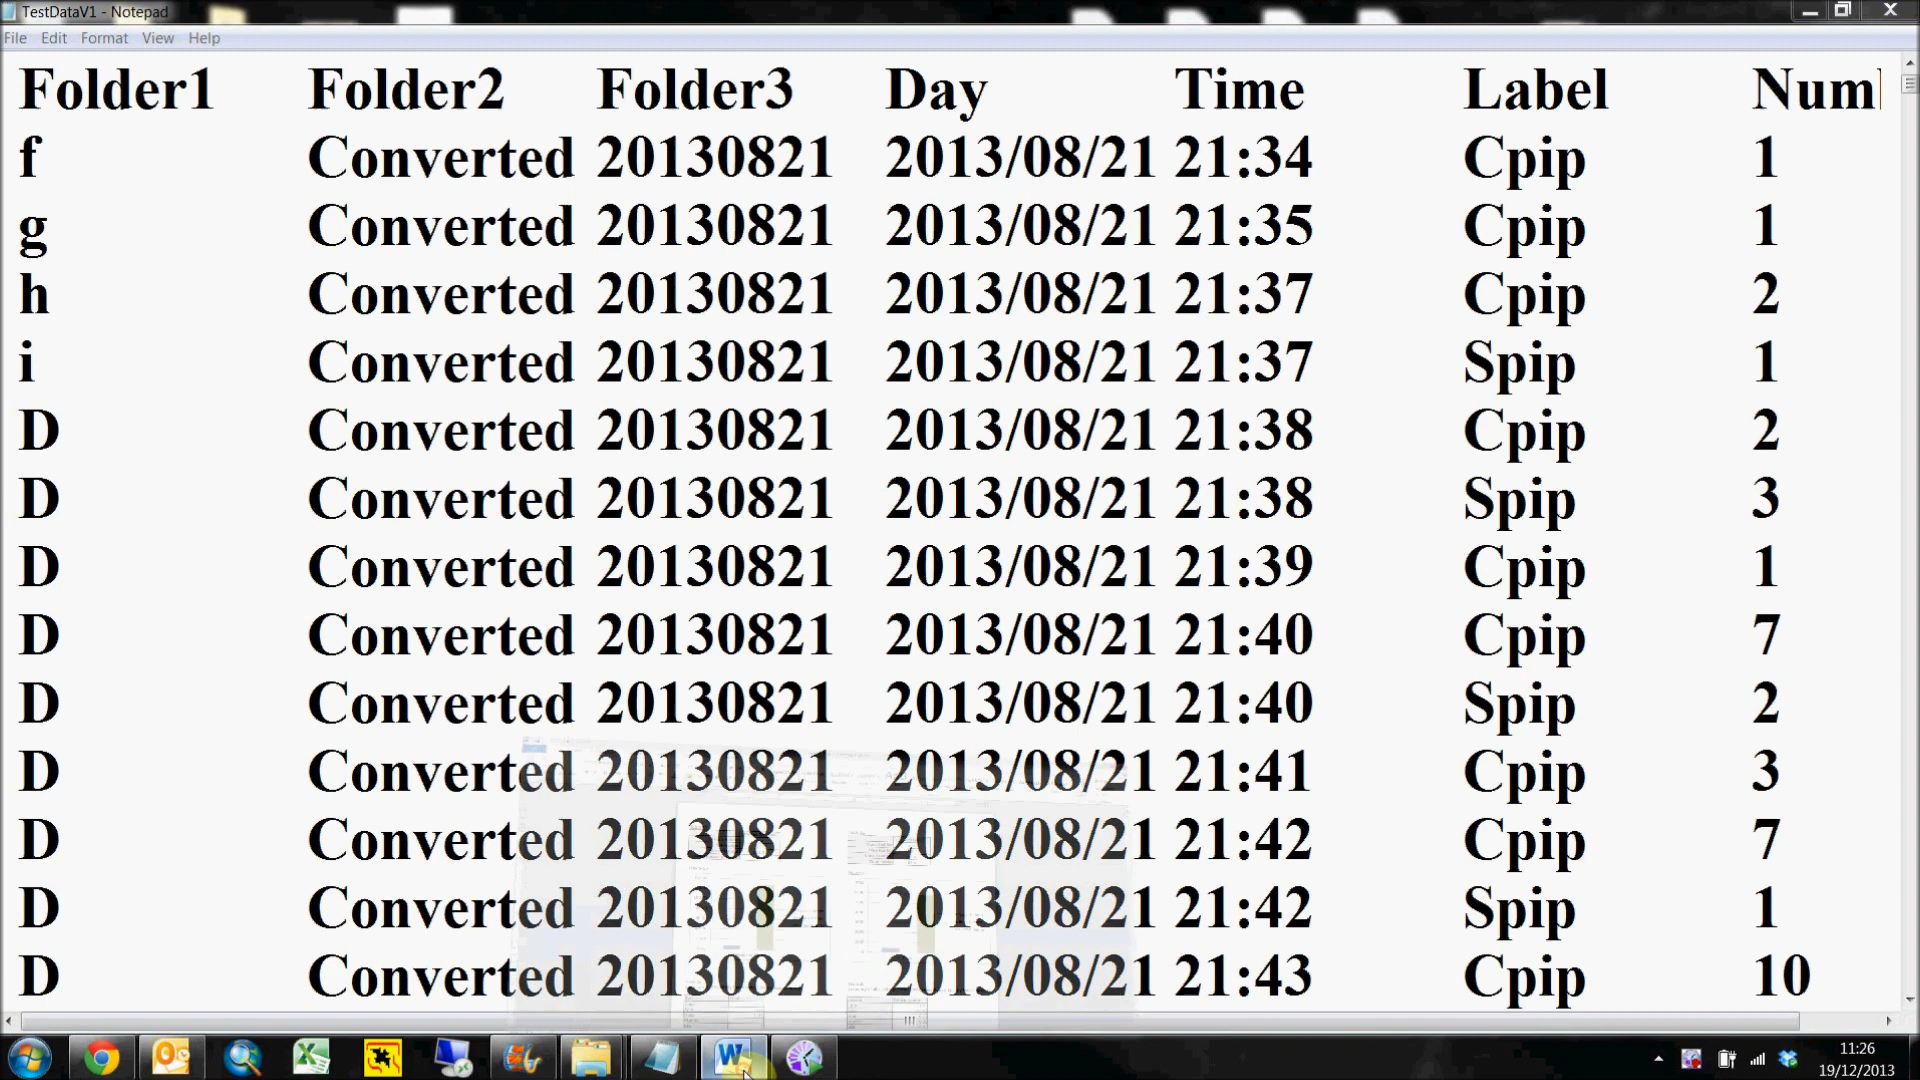 TestDataV1 - Notepad
File Edit Format View Help
Folder1 Folder2 Folder3 Day Time Label Num
f Converted 20130821 2013/08/21 21:34 Cpip 1
g Converted 20130821 2013/08/21 21:35 Cpip 1
h Converted 20130821 2013/08/21 21:37 Cpip 2
i Converted 20130821 2013/08/21 21:37 Spip 1
D Converted 20130821 2013/08/21 21:38 Cpip 2
D Converted 20130821 2013/08/21 21:38 Spip 3
D Converted 20130821 2013/08/21 21:39 Cpip 1
D Converted 20130821 2013/08/21 21:40 Cpip 7
D Converted 20130821 2013/08/21 21:40 Spip 2
D Converted 20130821 2013/08/21 21:41 Cpip 3
D Converted 20130821 2013/08/21 21:42 Cpip 7
D Converted 20130821 2013/08/21 21:42 Spip 1
D Converted 20130821 2013/08/21 21:43 Cpip 10
11:26
19/12/2013